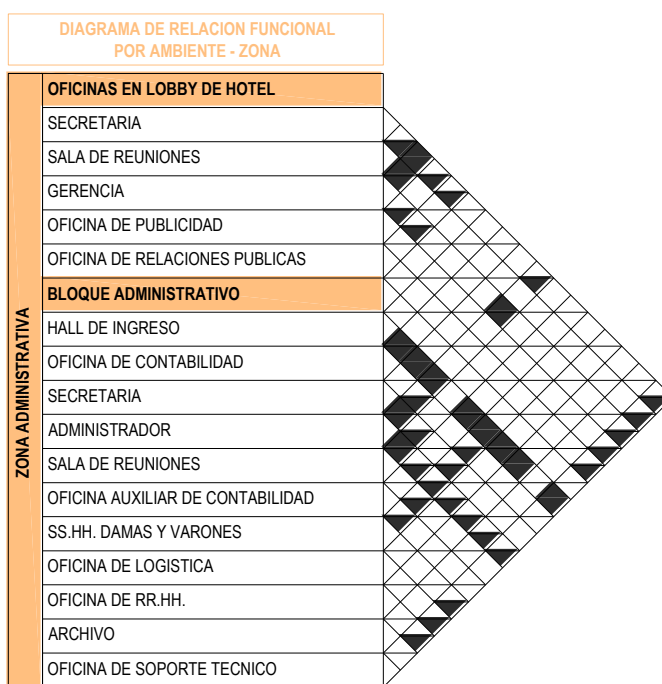 DIAGRAMA DE RELACION FUNCIONAL
POR AMBIENTE - ZONA
ZONA ADMINISTRATIVA
OFICINAS EN LOBBY DE HOTEL
SECRETARIA
SALA DE REUNIONES
GERENCIA
OFICINA DE PUBLICIDAD
OFICINA DE RELACIONES PUBLICAS
BLOQUE ADMINISTRATIVO
HALL DE INGRESO
OFICINA DE CONTABILIDAD
SECRETARIA
ADMINISTRADOR
SALA DE REUNIONES
OFICINA AUXILIAR DE CONTABILIDAD
SS.HH. DAMAS Y VARONES
OFICINA DE LOGISTICA
OFICINA DE RR.HH.
ARCHIVO
OFICINA DE SOPORTE TECNICO